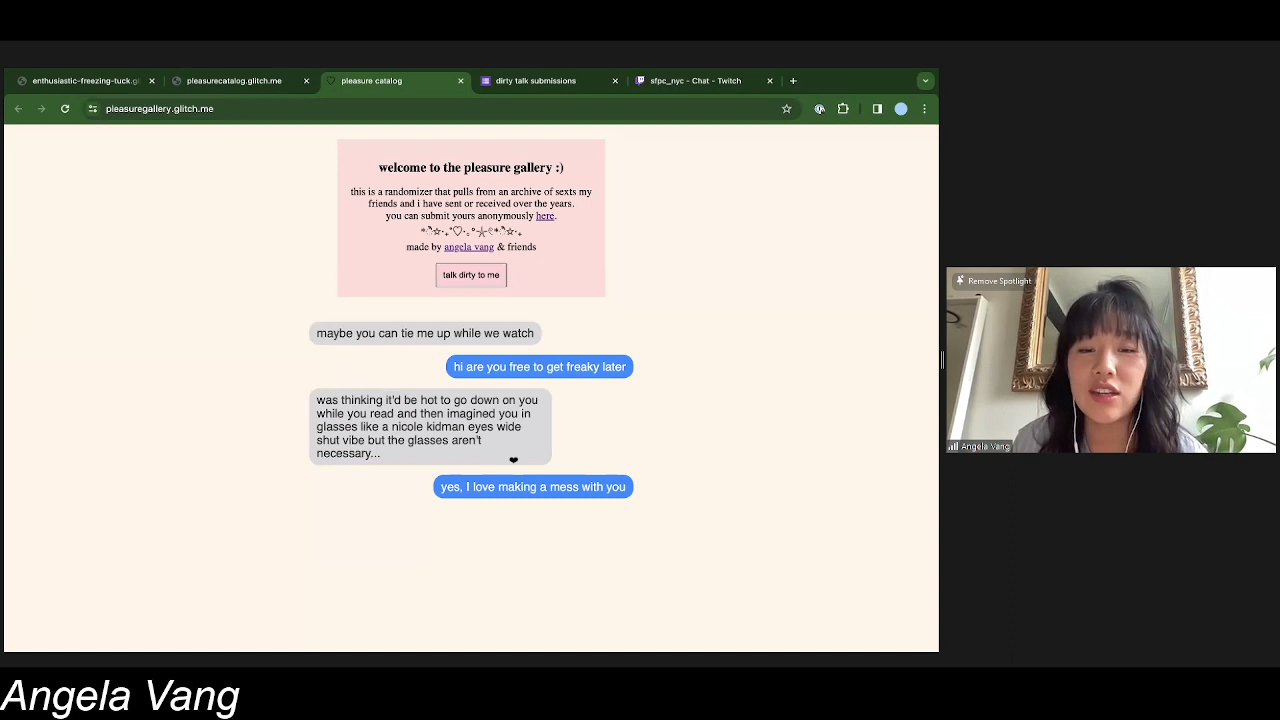 enthusiastic-freezing-tuck.gl
pleasurecatalog.glitch.me
pleasure catalog
dirty talk submissions
sfpc_nyc - Chat - Twitch
pleasuregallery.glitch.me
welcome to the pleasure gallery :)
this is a randomizer that pulls from an archive of sexts my
friends and i have sent or received over the years.
you can submit yours anonymously here.
made by angela vang & friends
talk dirty to me
maybe you can tie me up while we watch
hi are you free to get freaky later
was thinking it'd be hot to go down on you
while you read and then imagined you in
glasses like a nicole kidman eyes wide
shut vibe but the glasses aren't
necessary...
yes, I love making a mess with you
Remove Spotlight
Angela Vang
Angela Vang